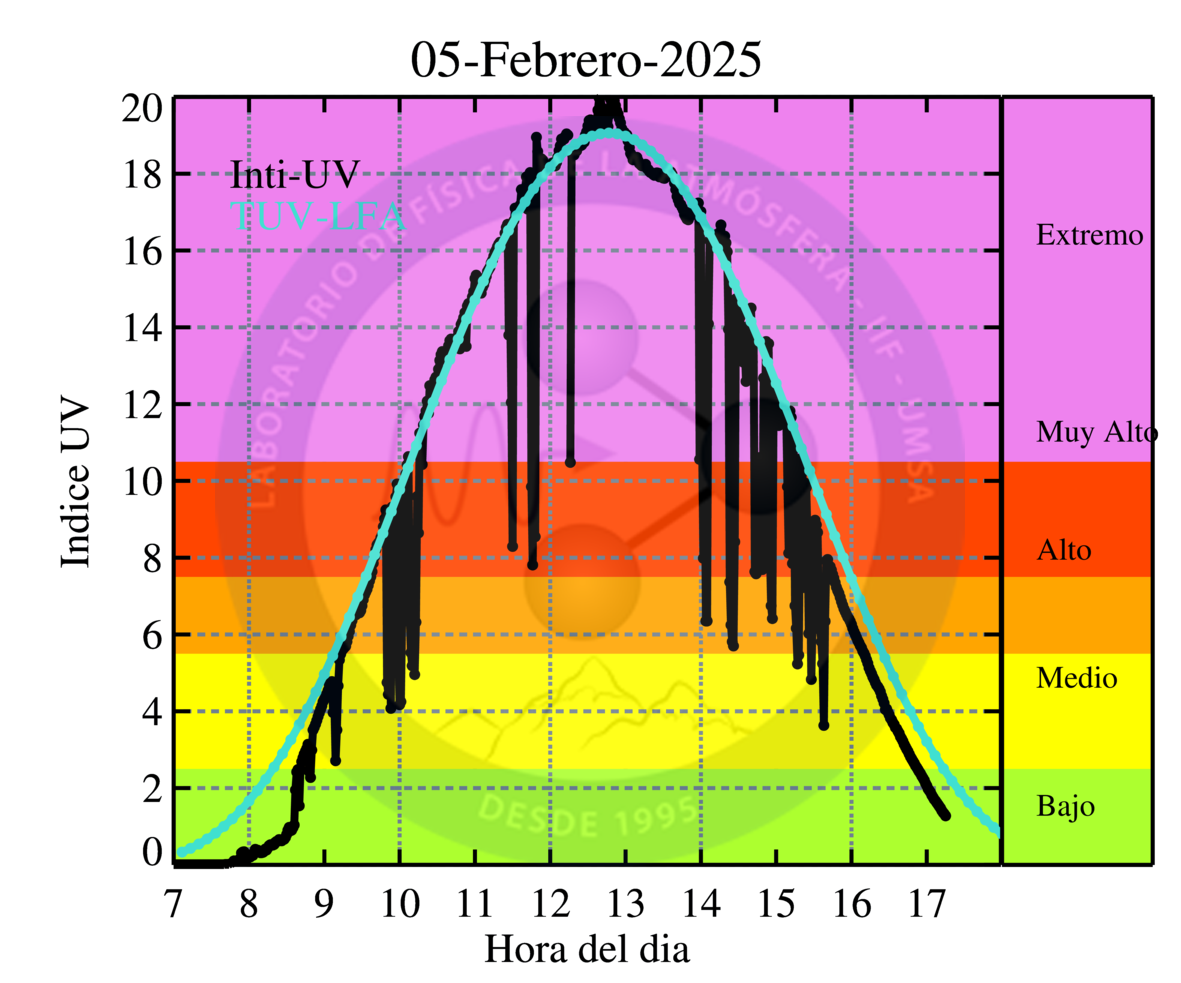 05-Febrero-2025
Indice UV
20
18
16
14
12
10
8
6
4
2
0
Inti-UV
TUV-LFA
LABORATORIO DE FÍSICA DE LA ATMÓSFERA - IIF - UMSA
DESDE 1995
Extremo
Muy Alto
Alto
Medio
Bajo
7 8 9 10 11 12 13 14 15 16 17
Hora del dia